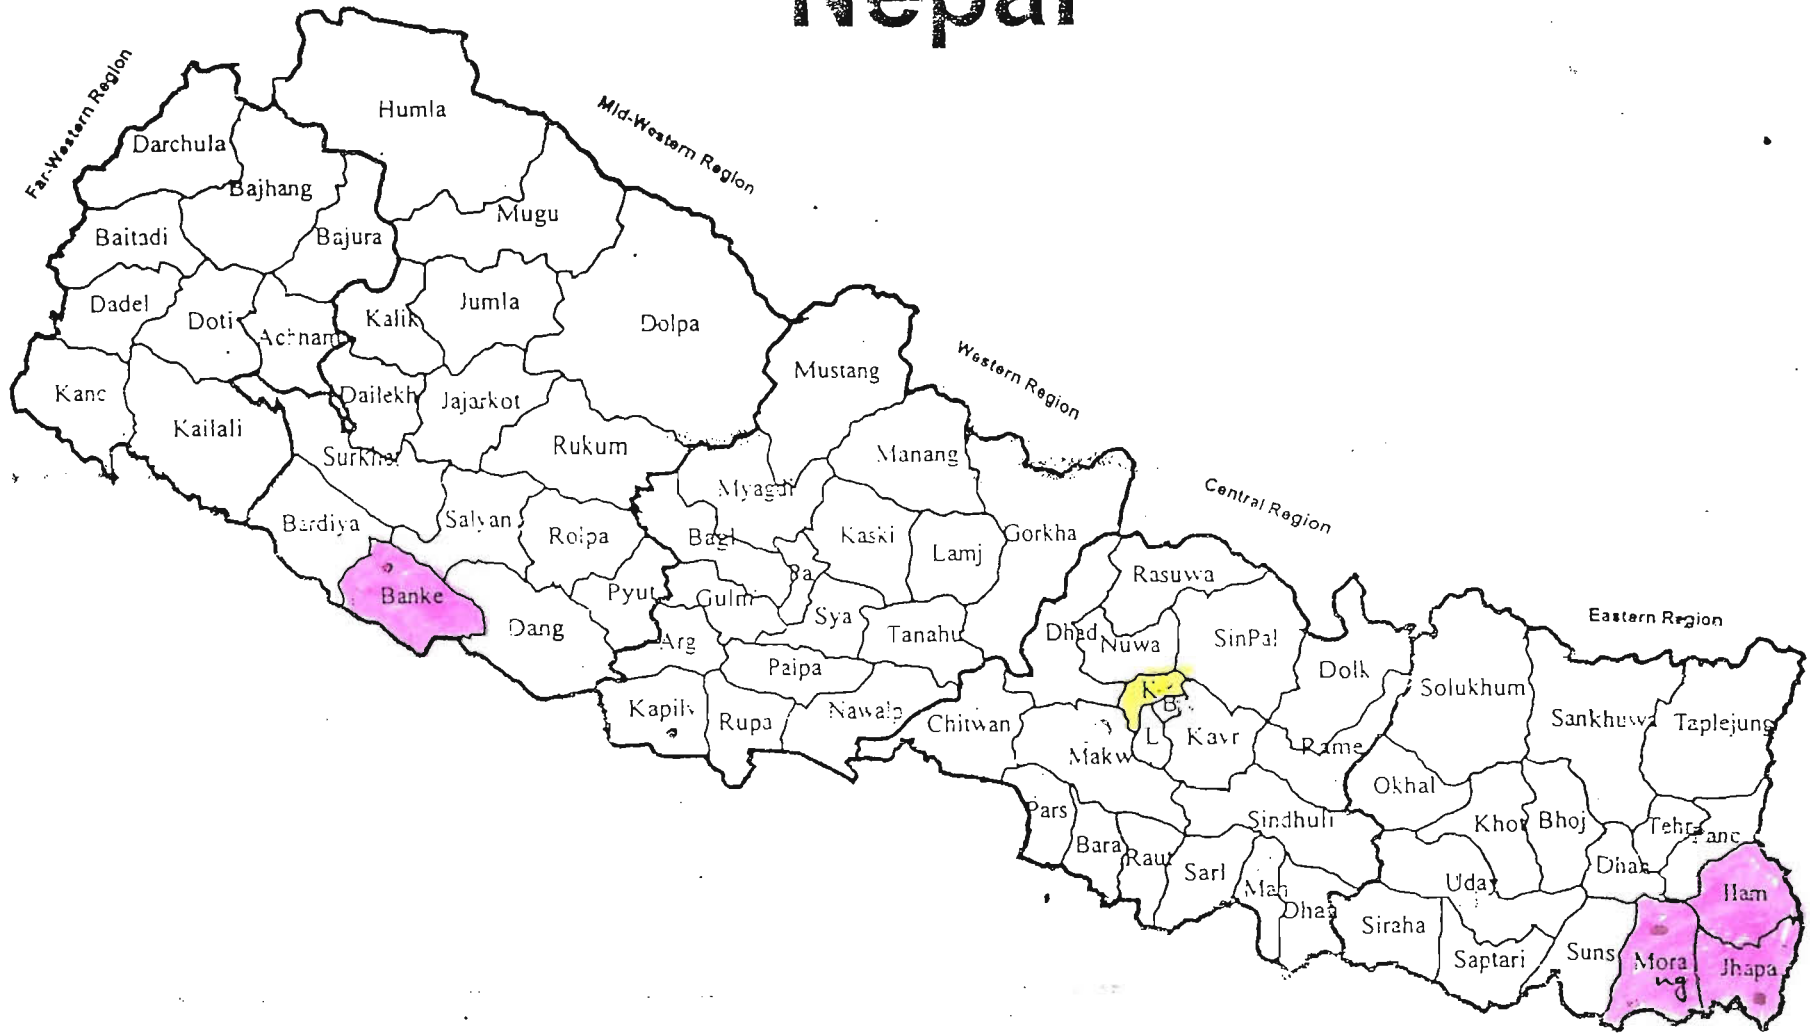 Nepal
Far-Western Region
Mid-Western Region
Western Region
Central Region
Eastern Region
Humla
Darchula
Bajhang
Mugu
Baitadi
Bajura
Dadel
Doti
Achham
Kalik
Jumla
Dolpa
Mustang
Kanc
Kailali
Dailekh
Jajarkot
Rukum
Surkhet
Manang
Myagdi
Bardiya
Salyan
Rolpa
Bagl
Kaski
Lamj
Gorkha
Banke
Pyut
Gulm
Pa
Rasuwa
Dang
Arg
Sya
Tanahu
Dhad
Nuwa
SinPal
Palpa
Dolk
Solukhum
Kapilv
Rupa
Nawalp
Chitwan
K
B
L
Kavr
Sankhuwa
Taplejung
Makw
Rame
Okhal
Pars
Sindhuli
Khot
Bhoj
Tehr
Panc
Bara
Raut
Sarl
Mah
Dhan
Uday
Dhan
Ilam
Siraha
Saptari
Suns
Mora
ng
Jhapa